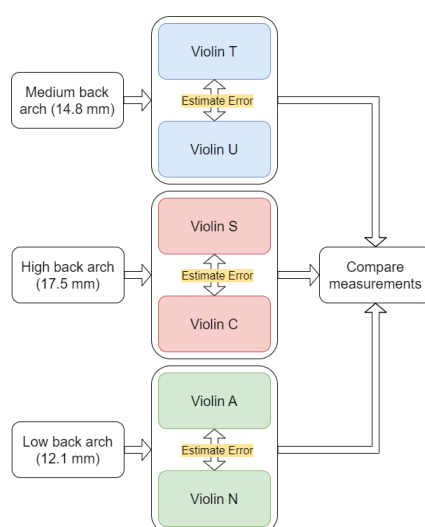 Violin T
Medium back
arch (14.8 mm)
Estimate Error
Violin U
Violin S
High back arch
(17.5 mm)
Estimate Error
Compare
measurements
Violin C
Violin A
Low back arch
(12.1 mm)
Estimate Error
Violin N